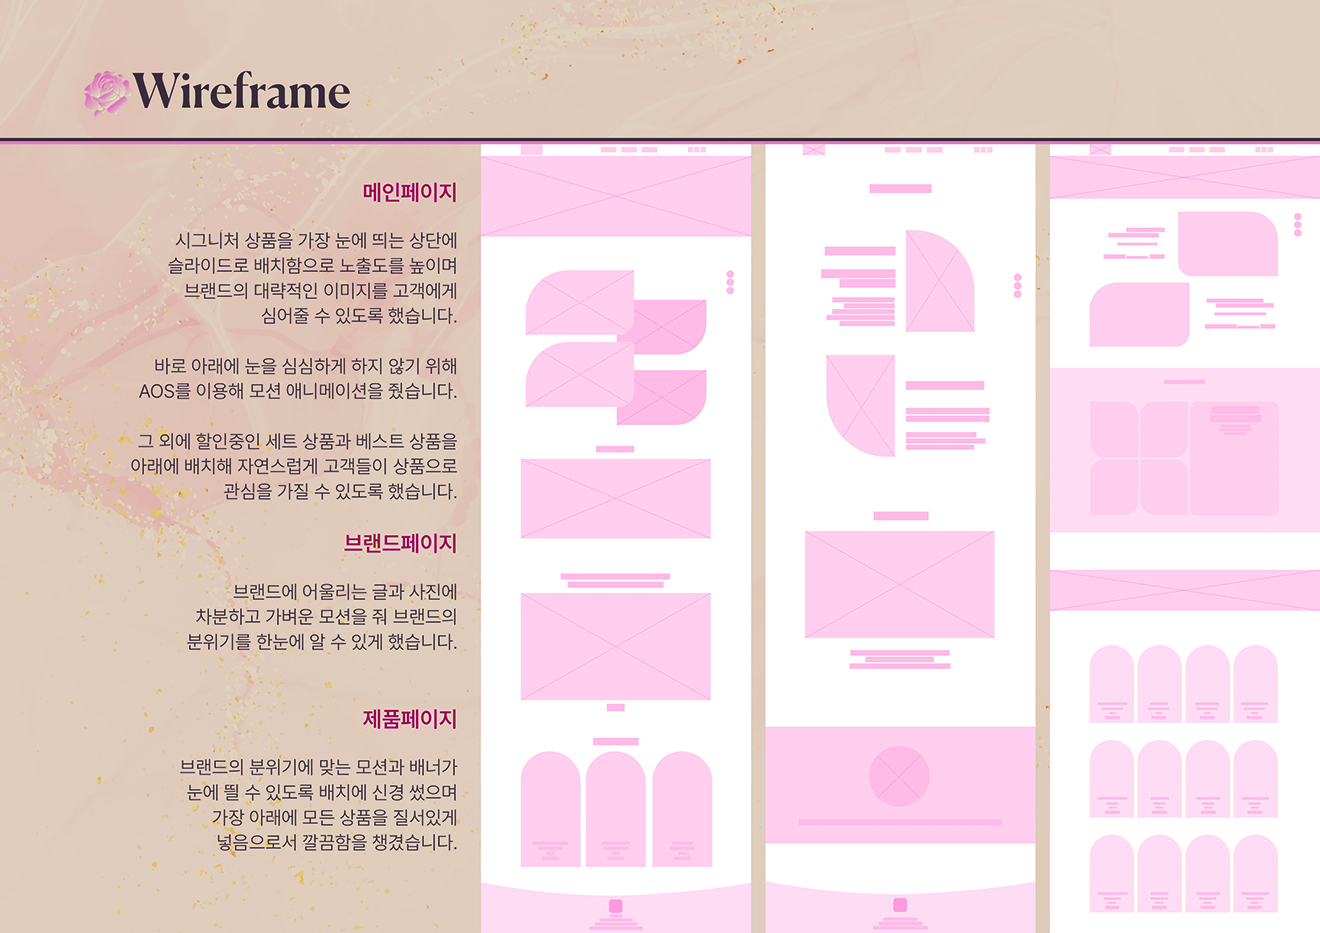 Wireframe
메인페이지
시그니처 상품을 가장 눈에 띄는 상단에
슬라이드로 배치함으로 노출도를 높이며
브랜드의 대략적인 이미지를 고객에게
심어줄 수 있도록 했습니다.
바로 아래에 눈을 심심하게 하지 않기 위해
AOS를 이용해 모션 애니메이션을 줬습니다.
그 외에 할인중인 세트 상품과 베스트 상품을
아래에 배치해 자연스럽게 고객들이 상품으로
관심을 가질 수 있도록 했습니다.
브랜드페이지
브랜드에 어울리는 글과 사진에
차분하고 가벼운 모션을 줘 브랜드의
분위기를 한눈에 알 수 있게 했습니다.
제품페이지
브랜드의 분위기에 맞는 모션과 배너가
눈에 띌 수 있도록 배치에 신경 썼으며
가장 아래에 모든 상품을 질서있게
넣음으로서 깔끔함을 챙겼습니다.